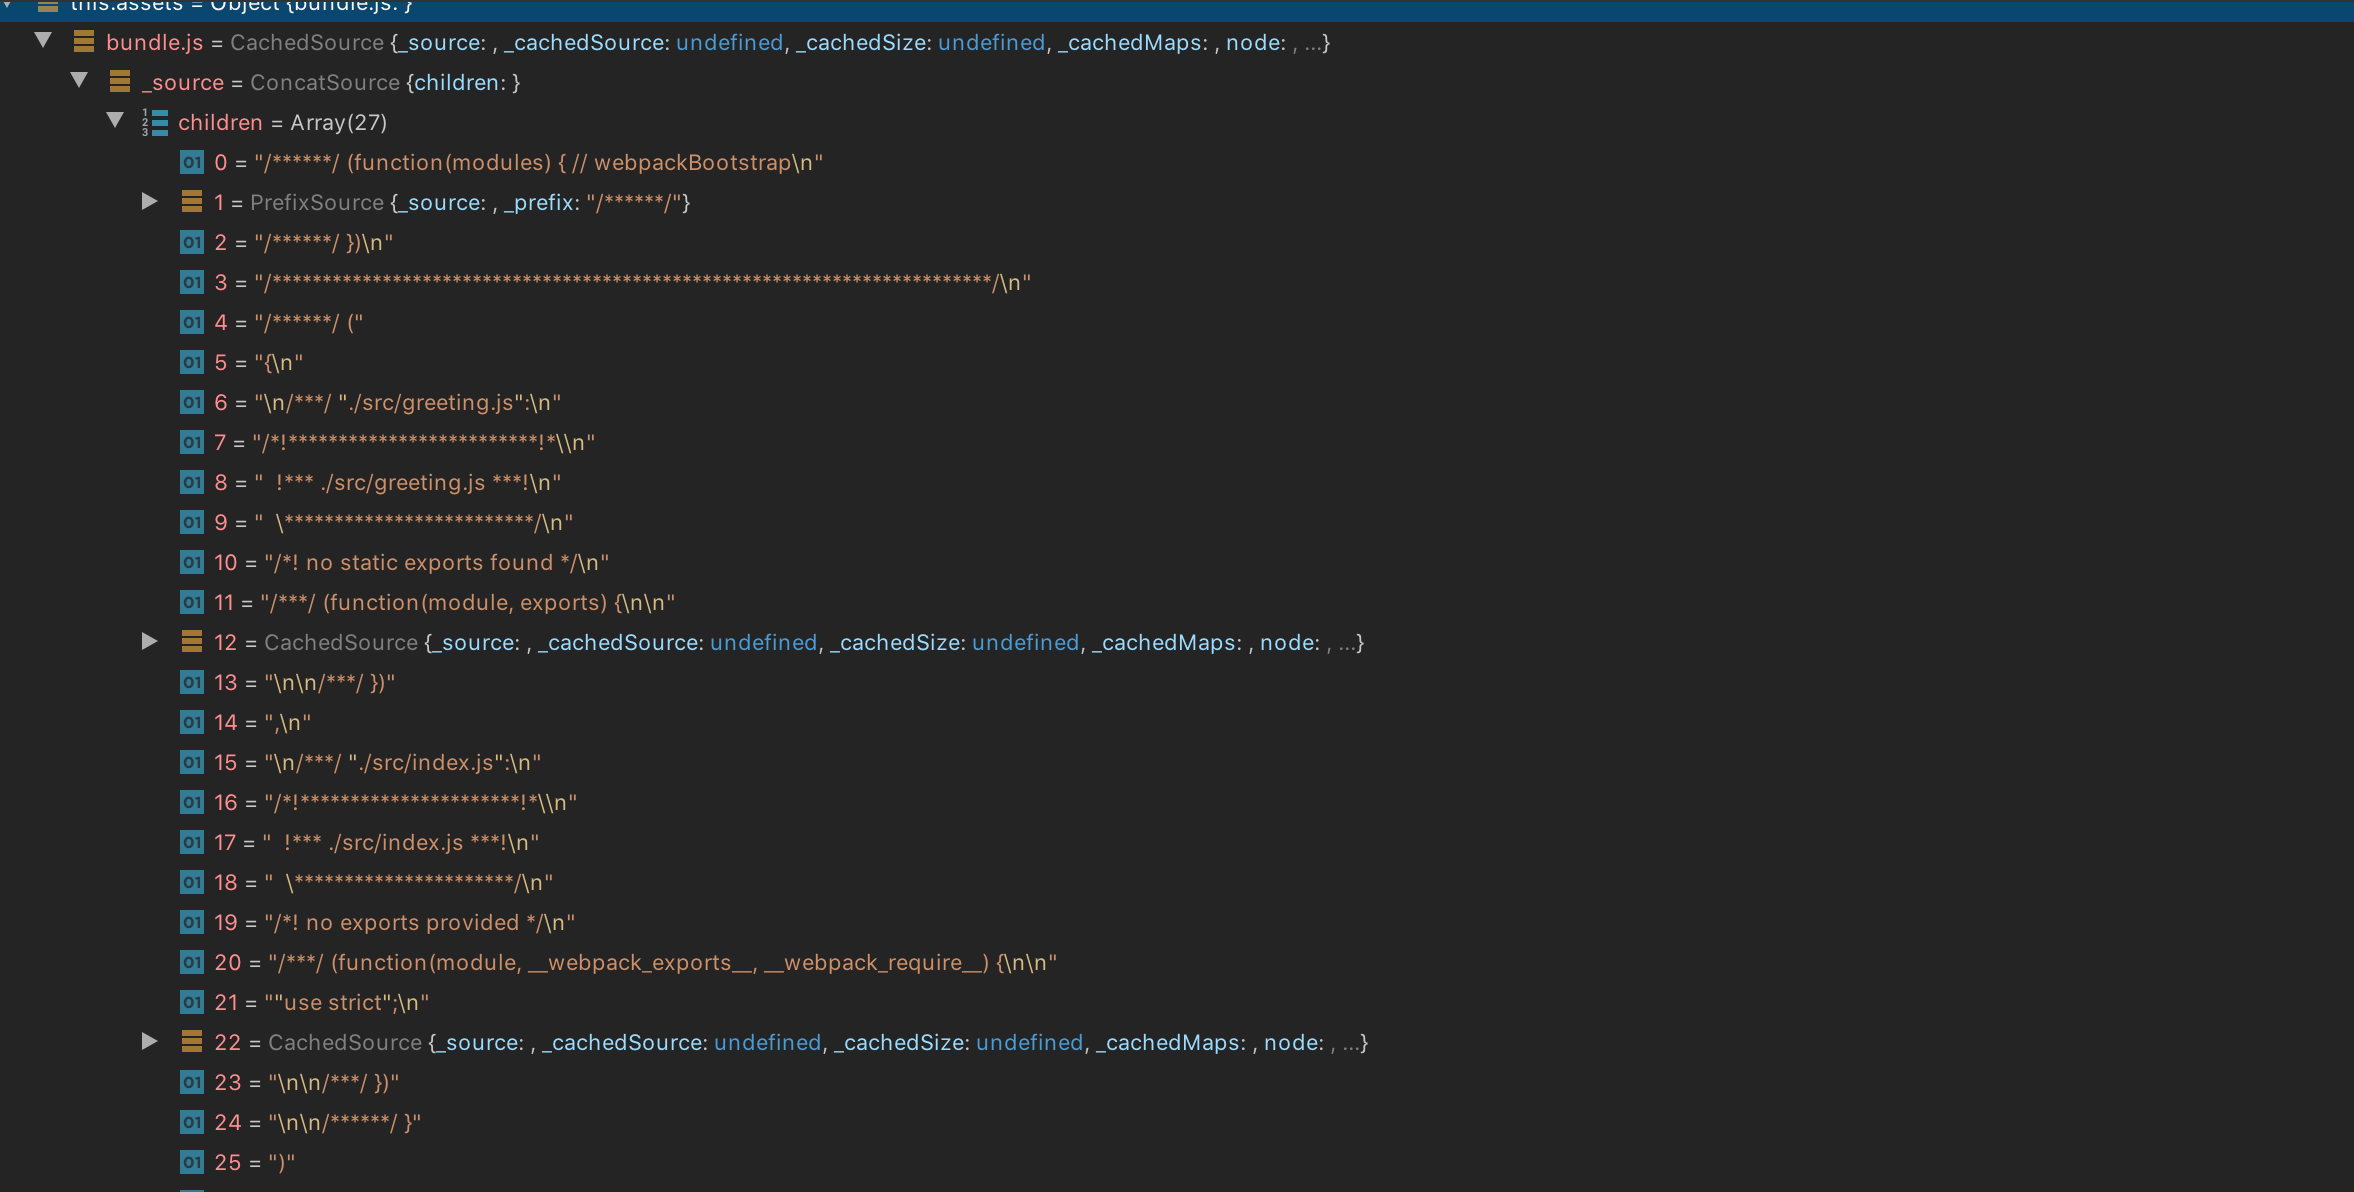 this.assets = Object {bundle.js: }
bundle.js = CachedSource {_source: , _cachedSource: undefined, _cachedSize: undefined, _cachedMaps: , node: , ...}
_source = ConcatSource {children: }
children = Array(27)
0 = "/******/ (function(modules) { // webpackBootstrap\n"
1 = PrefixSource {_source: , _prefix: "/******/"}
2 = "/******/ })\n"
3 = "/************************************************************************/\n"
4 = "/******/ ("
5 = "{\n"
6 = "\n/***/ "./src/greeting.js":\n"
7 = "/*!*************************!*\\n"
8 = "  !*** ./src/greeting.js ***!\n"
9 = "  \*************************/\n"
10 = "/*! no static exports found */\n"
11 = "/***/ (function(module, exports) {\n\n"
12 = CachedSource {_source: , _cachedSource: undefined, _cachedSize: undefined, _cachedMaps: , node: , ...}
13 = "\n\n/***/ })"
14 = ",\n"
15 = "\n/***/ "./src/index.js":\n"
16 = "/*!**********************!*\\n"
17 = "  !*** ./src/index.js ***!\n"
18 = "  \**********************/\n"
19 = "/*! no exports provided */\n"
20 = "/***/ (function(module, __webpack_exports__, __webpack_require__) {\n\n"
21 = ""use strict";\n"
22 = CachedSource {_source: , _cachedSource: undefined, _cachedSize: undefined, _cachedMaps: , node: , ...}
23 = "\n\n/***/ })"
24 = "\n\n/******/ }"
25 = ")"